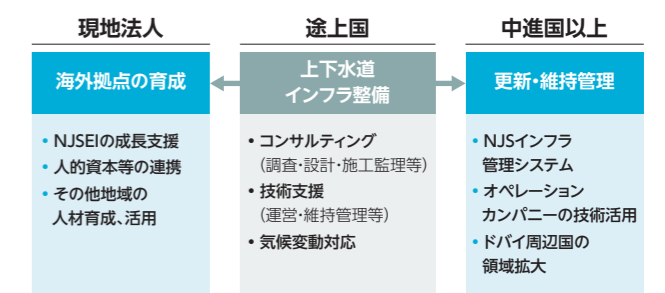 現地法人
海外拠点の育成
• NJSEIの成長支援
• 人的資本等の連携
• その他地域の
人材育成、活用
途上国
上下水道
インフラ整備
• コンサルティング
(調査・設計・施工監理等)
• 技術支援
(運営・維持管理等)
• 気候変動対応
中進国以上
更新・維持管理
• NJSインフラ
管理システム
• オペレーション
カンパニーの技術活用
• ドバイ周辺国の
領域拡大